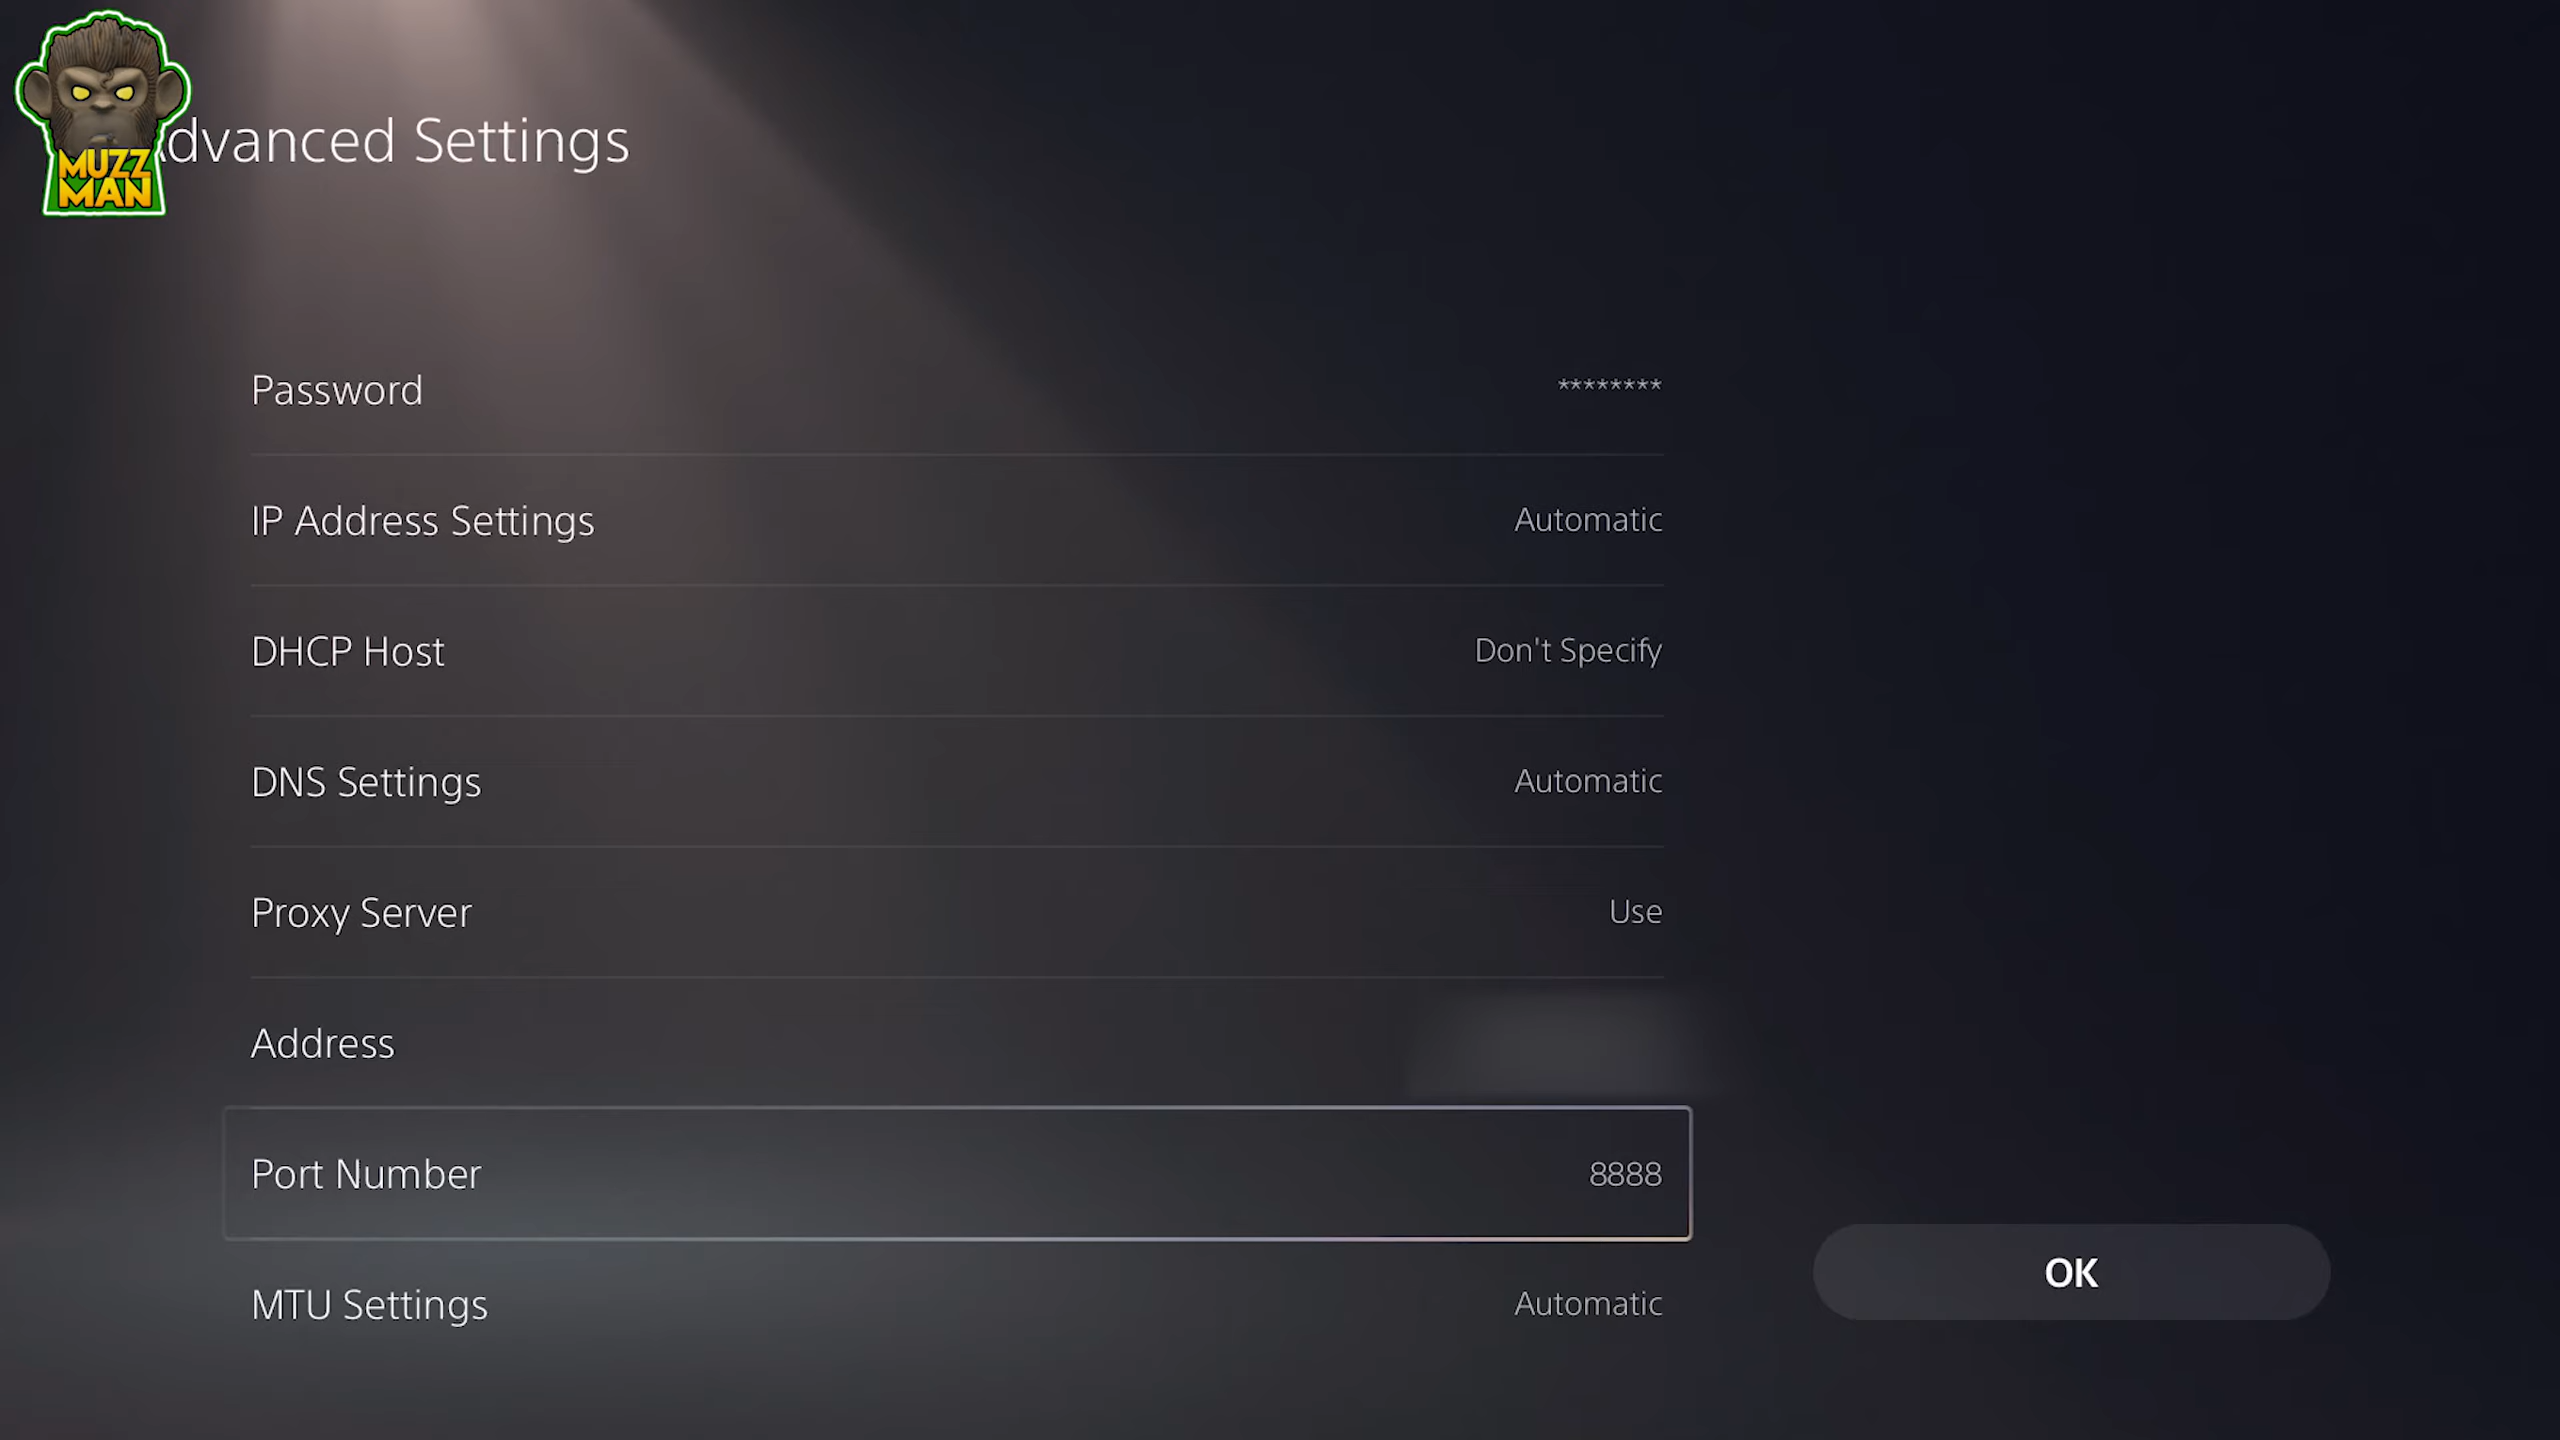 MUZZ
MAN
Advanced Settings
Password ********
IP Address Settings Automatic
DHCP Host Don't Specify
DNS Settings Automatic
Proxy Server Use
Address
Port Number 8888
MTU Settings Automatic
OK